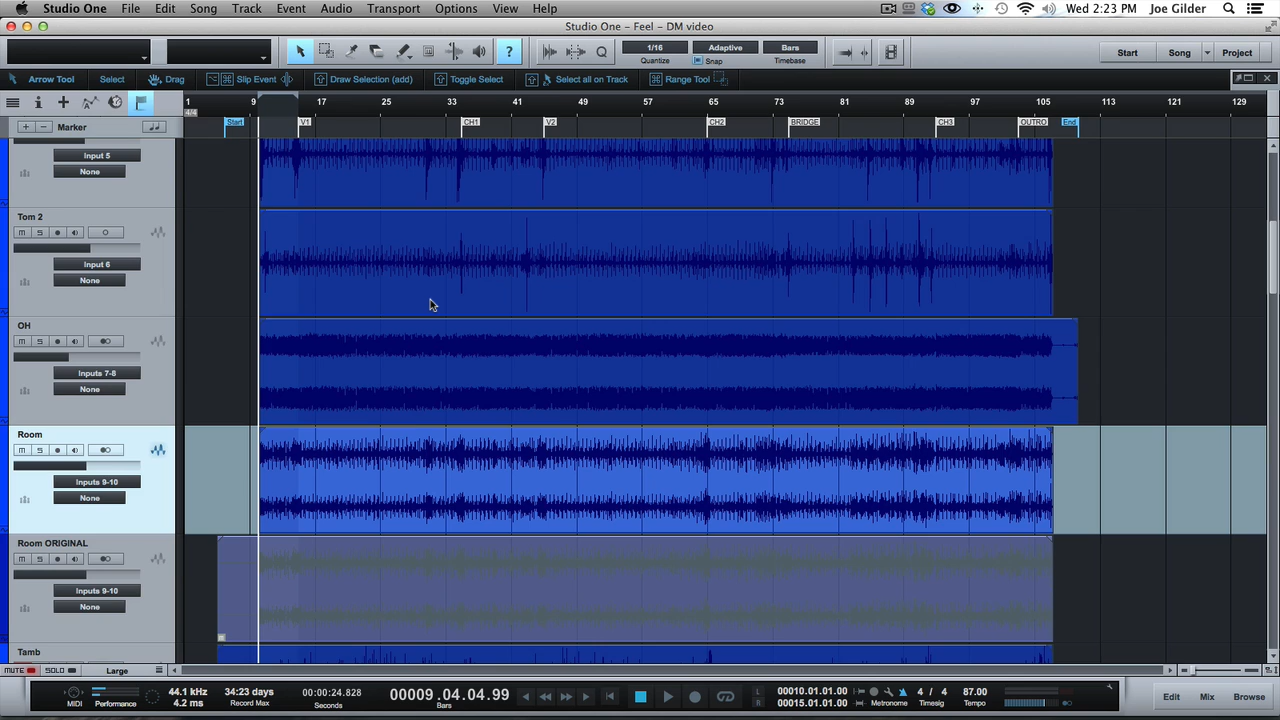 Studio One File Edit Song Track Event Audio Transport Options View Help Wed 2:23 PM Joe Gilder
Studio One – Feel – DM video
1/16 Adaptive Bars
Quantize Snap Timebase
Start Song Project
Arrow Tool Select Drag Slip Event Draw Selection (add) Toggle Select Select all on Track Range Tool
1 9 17 25 33 41 49 57 65 73 81 89 97 105 113 121 129
4/4
Marker Start V1 CH1 V2 CH2 BRIDGE CH3 OUTRO End
Input 5
None
Tom 2
M S
Input 6
None
OH
M S
Inputs 7-8
None
Room
M S
Inputs 9-10
None
Room ORIGINAL
M S
Inputs 9-10
None
Tamb
MUTE SOLO Large
MIDI Performance
44.1 kHz
4.2 ms
34:23 days
Record Max
00:00:24.828
Seconds
00009.04.04.99
Bars
L 00010.01.01.00
R 00015.01.01.00
Metronome
4 / 4
Timesig
87.00
Tempo
Edit Mix Browse